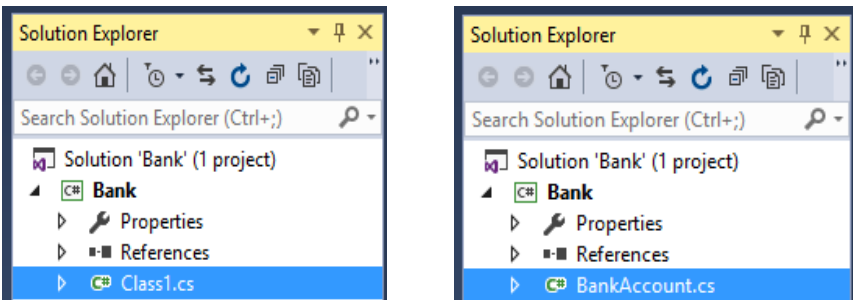 Solution Explorer
Search Solution Explorer (Ctrl+;)
Solution 'Bank' (1 project)
C# Bank
Properties
References
C# Class1.cs
Solution Explorer
Search Solution Explorer (Ctrl+;)
Solution 'Bank' (1 project)
C# Bank
Properties
References
C# BankAccount.cs